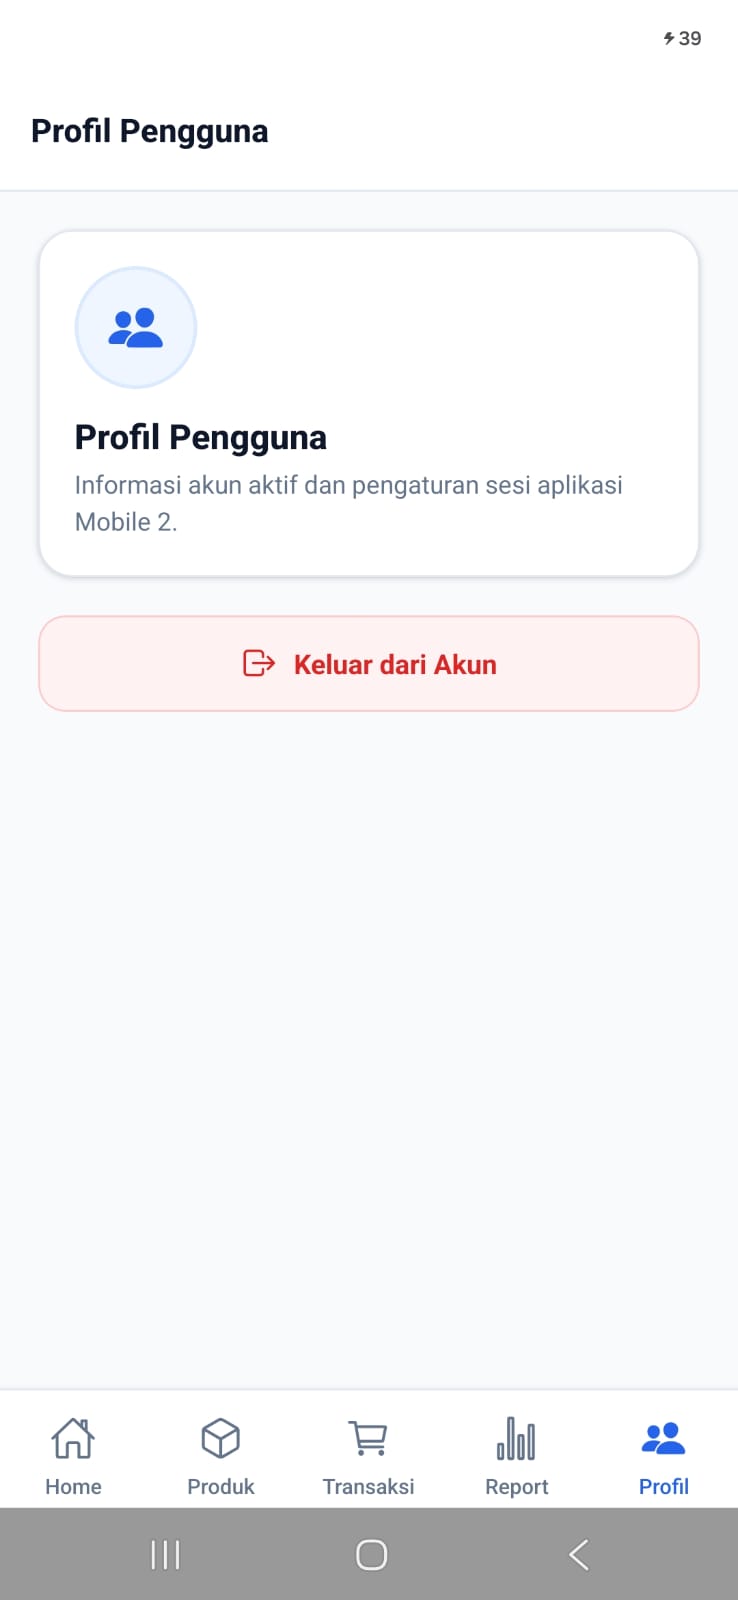 39
Profil Pengguna
Profil Pengguna
Informasi akun aktif dan pengaturan sesi aplikasi
Mobile 2.
Keluar dari Akun
Home
Produk
Transaksi
Report
Profil